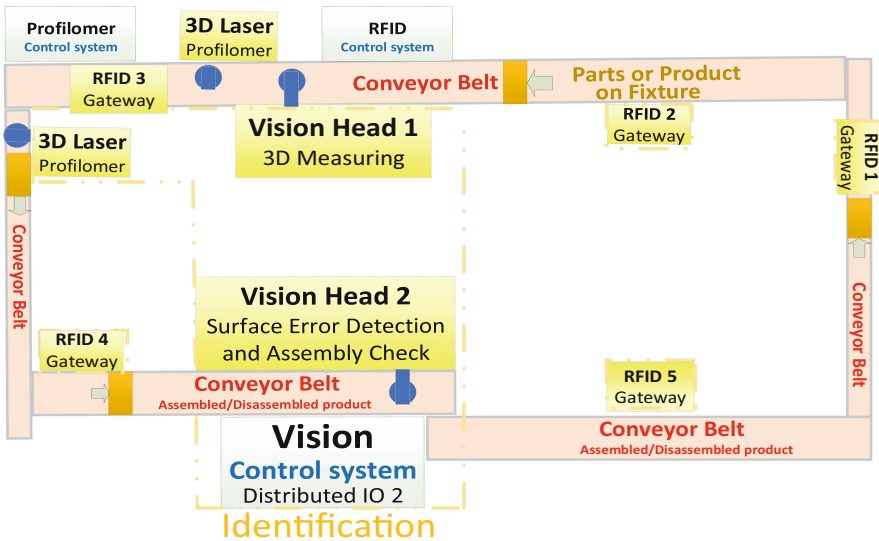 Profilomer
Control system
3D Laser
Profilomer
RFID
Control system
RFID 3
Gateway
Conveyor Belt
Parts or Product
on Fixture
RFID 2
Gateway
RFID 1
Gateway
Vision Head 1
3D Measuring
3D Laser
Profilomer
Conveyor Belt
Vision Head 2
Surface Error Detection
and Assembly Check
Conveyor Belt
RFID 4
Gateway
Conveyor Belt
Assembled/Disassembled product
RFID 5
Gateway
Vision
Control system
Distributed IO 2
Conveyor Belt
Assembled/Disassembled product
Identification